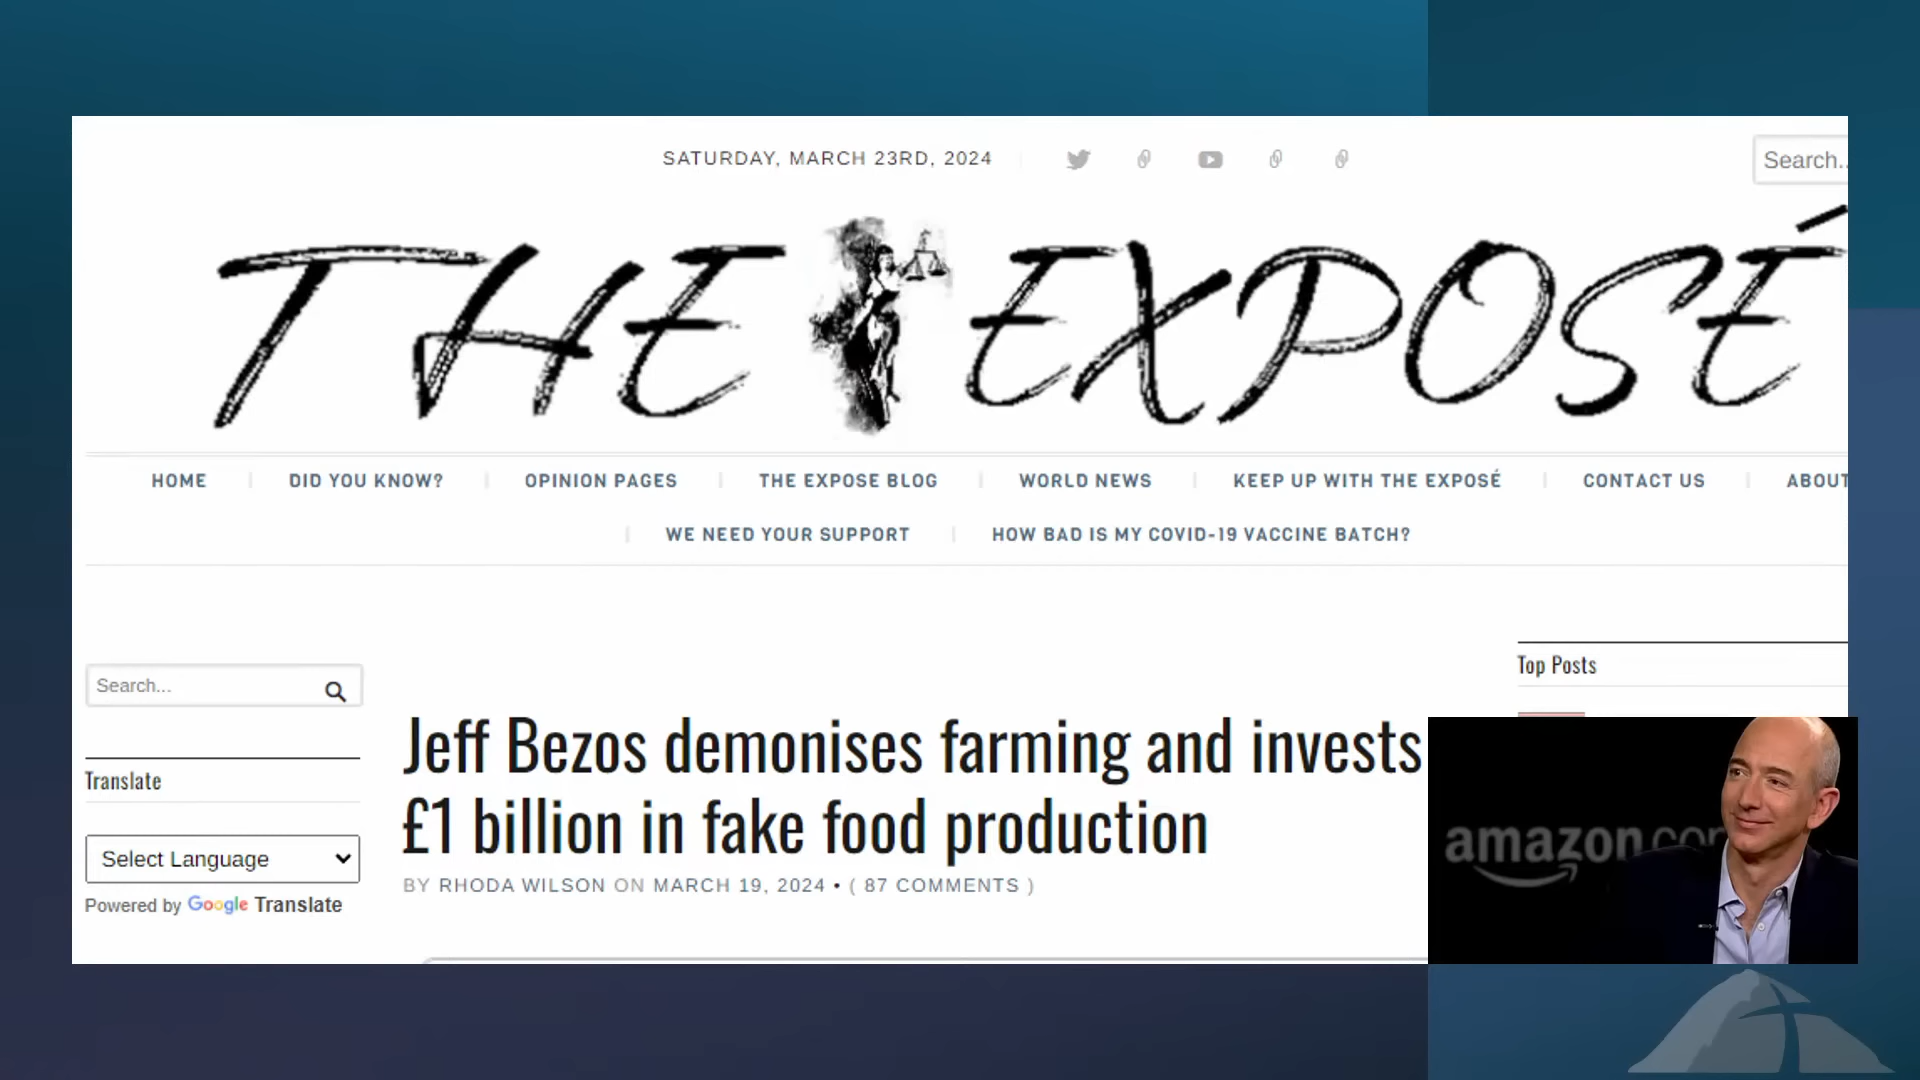 SATURDAY, MARCH 23RD, 2024
Search..
THE EXPOSÉ
HOME
DID YOU KNOW?
OPINION PAGES
THE EXPOSE BLOG
WORLD NEWS
KEEP UP WITH THE EXPOSÉ
CONTACT US
ABOUT
WE NEED YOUR SUPPORT
HOW BAD IS MY COVID-19 VACCINE BATCH?
Search...
Translate
Select Language
Powered by Google Translate
Jeff Bezos demonises farming and invests
£1 billion in fake food production
BY RHODA WILSON ON MARCH 19, 2024 • ( 87 COMMENTS )
Top Posts
amazon.com